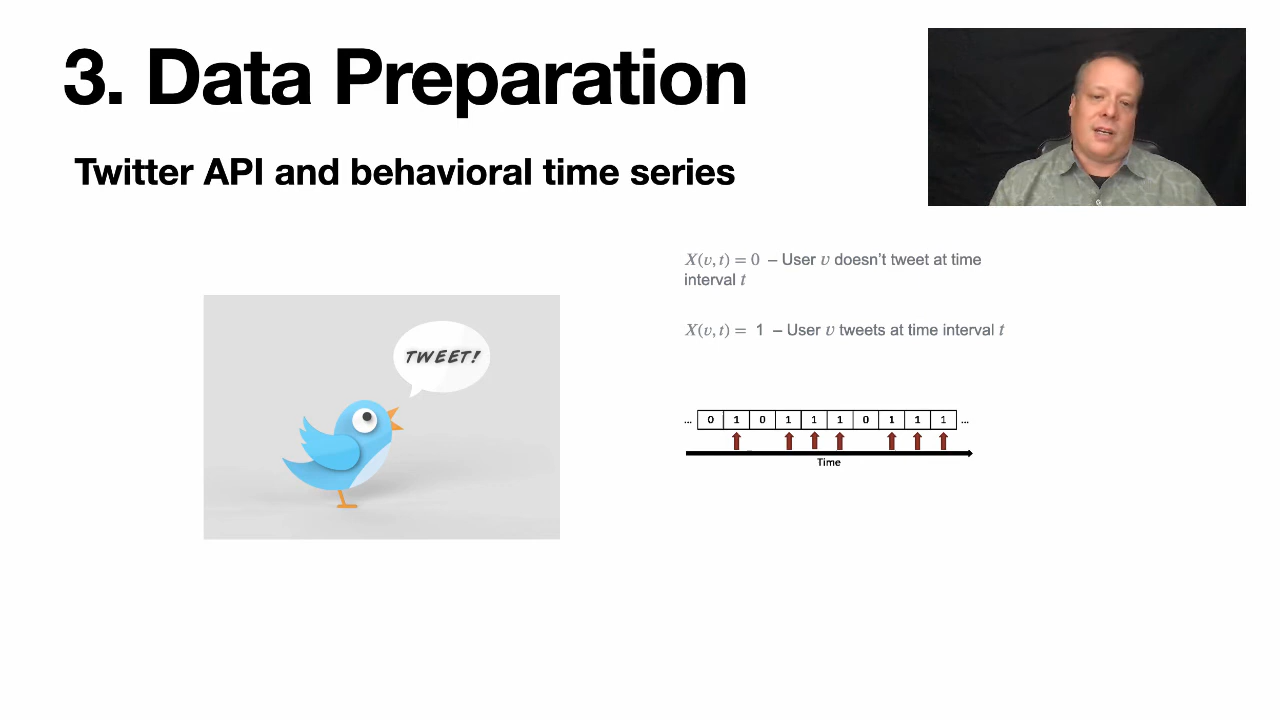 3. Data Preparation
Twitter API and behavioral time series
X(v, t) = 0 – User v doesn't tweet at time
interval t
X(v, t) = 1 – User v tweets at time interval t
TWEET!
... 0 1 0 1 1 1 0 1 1 1 ...
Time